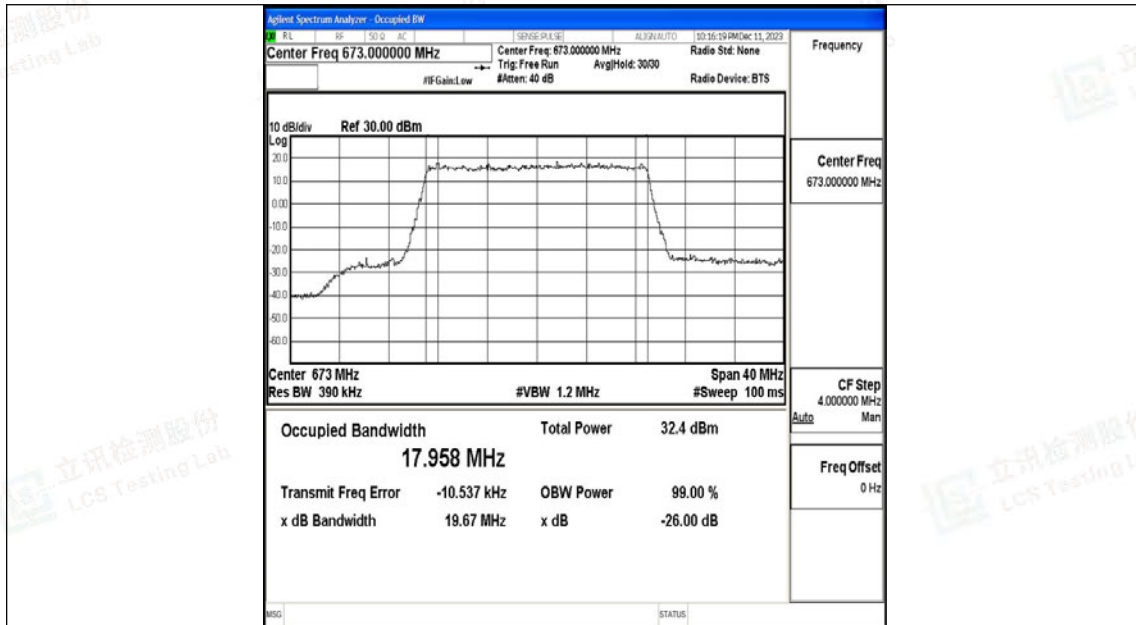 Agilent Spectrum Analyzer - Occupied BW
RL RF 50 Ω AC SENSE:PULSE ALIGNAUTO 10:16:19 PMDec 11, 2023
Center Freq 673.000000 MHz
Center Freq: 673.000000 MHz
Radio Std: None
Trig: Free Run Avg|Hold: 30/30
#IFGain:Low
#Atten: 40 dB
Radio Device: BTS
10 dB/div Ref 30.00 dBm
Log
20.0
10.0
0.00
-10.0
-20.0
-30.0
-40.0
-50.0
-60.0
Center 673 MHz Span 40 MHz
Res BW 390 kHz #VBW 1.2 MHz #Sweep 100 ms
Occupied Bandwidth Total Power 32.4 dBm
17.958 MHz
Transmit Freq Error -10.537 kHz OBW Power 99.00 %
x dB Bandwidth 19.67 MHz x dB -26.00 dB
MSG STATUS
Frequency
Center Freq
673.000000 MHz
CF Step
4.000000 MHz
Auto Man
Freq Offset
0 Hz
立讯检测股份
LCS Testing Lab
立讯检测股份
LCS Testing L
测股份
sting Lab
立